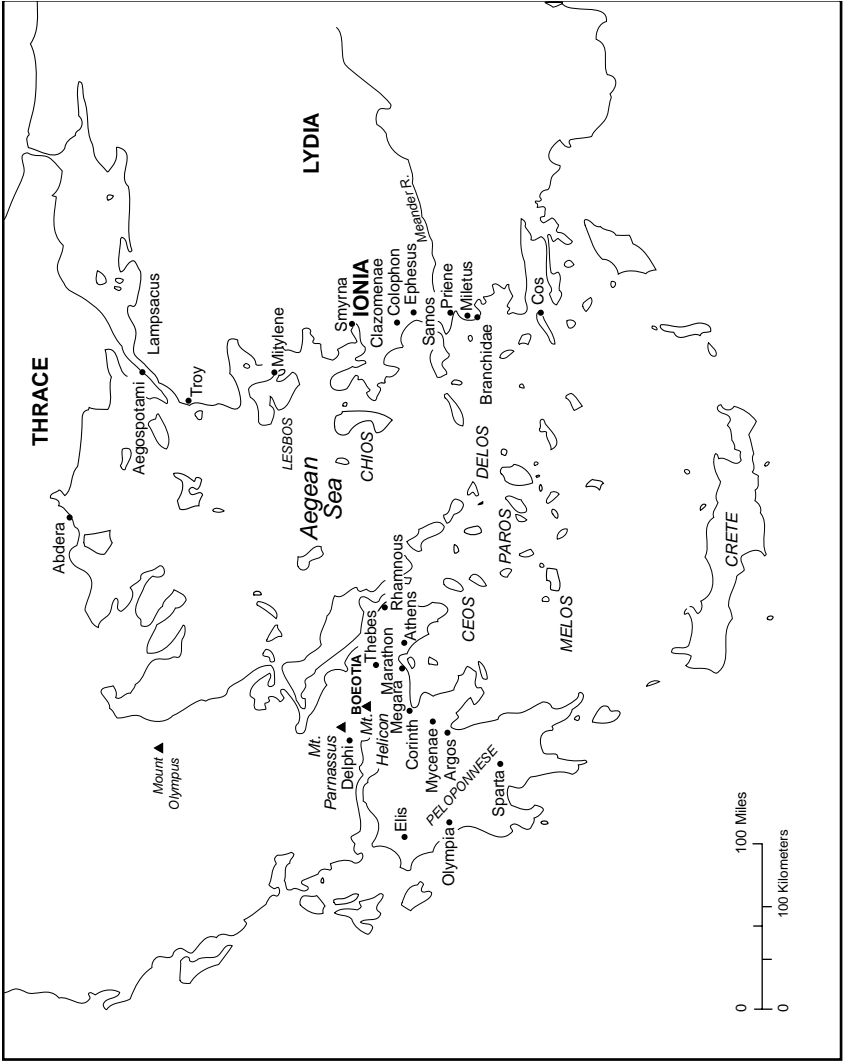 THRACE
Abdera
Aegospotami
Lampsacus
Troy
Mount
Olympus
LYDIA
LESBOS
Mitylene
Aegean
Sea
CHIOS
Smyrna
IONIA
Clazomenae
Colophon
Ephesus
Meander R.
Samos
Priene
Miletus
Branchidae
Cos
Mt.
Parnassus
Delphi
BOEOTIA
Mt.
Helicon
Thebes
Rhamnous
Marathon
Athens
Megara
Corinth
Mycenae
Argos
Elis
Olympia
PELOPONNESE
Sparta
CEOS
DELOS
PAROS
MELOS
CRETE
0
100 Miles
0
100 Kilometers